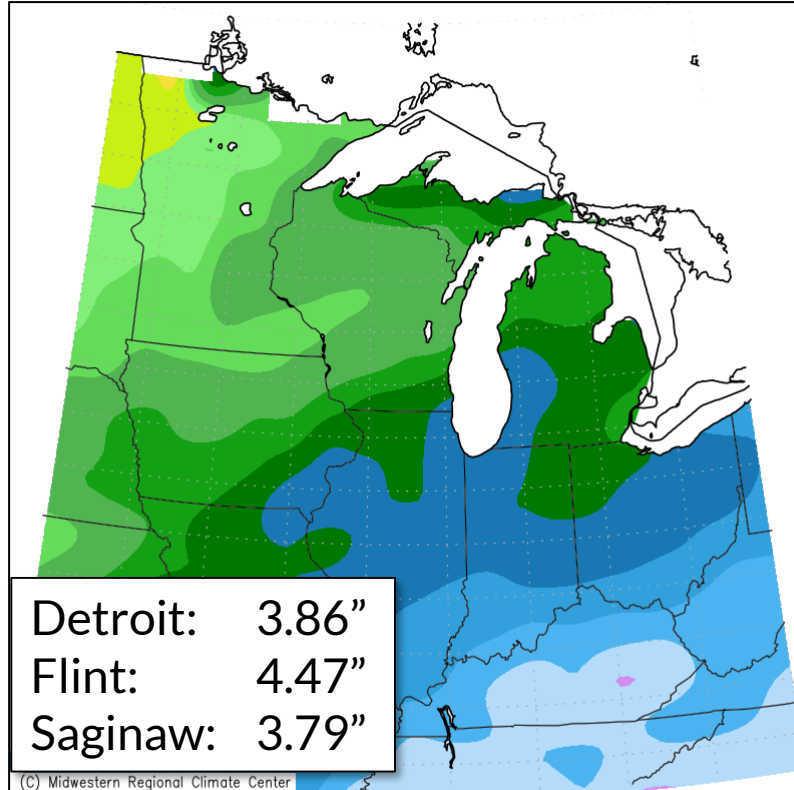 Detroit: 3.86”
Flint: 4.47”
Saginaw: 3.79”
(C) Midwestern Regional Climate Center